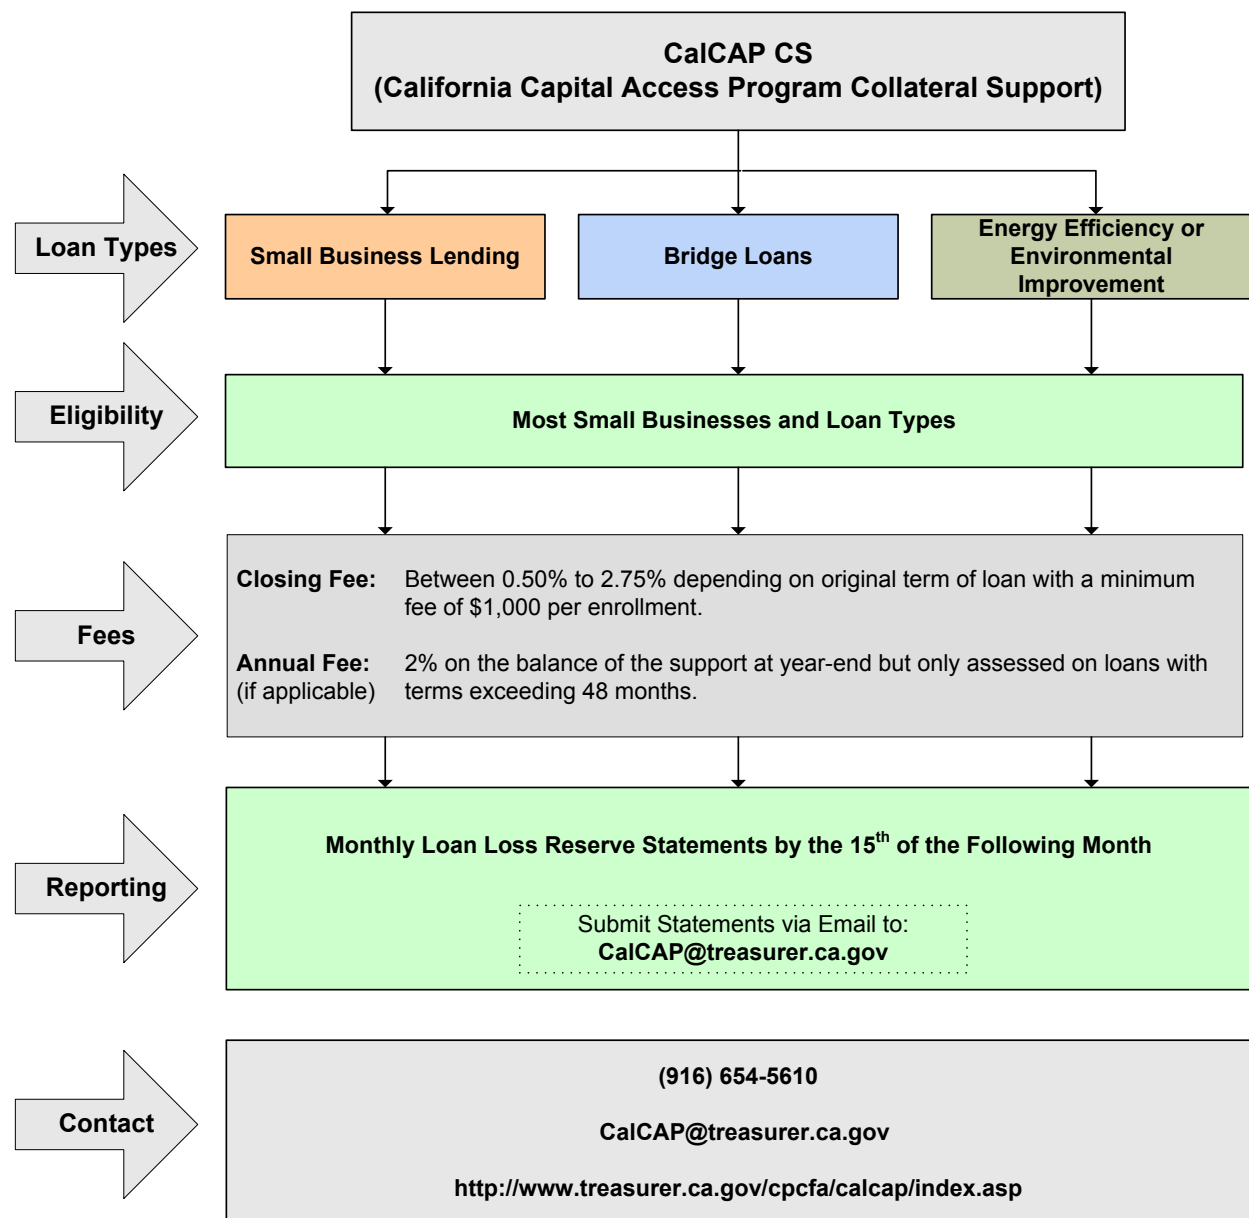 CalCAP CS
(California Capital Access Program Collateral Support)
Loan Types
Small Business Lending
Bridge Loans
Energy Efficiency or
Environmental
Improvement
Eligibility
Most Small Businesses and Loan Types
Fees
Closing Fee: Between 0.50% to 2.75% depending on original term of loan with a minimum
fee of $1,000 per enrollment.
Annual Fee: 2% on the balance of the support at year-end but only assessed on loans with
(if applicable) terms exceeding 48 months.
Reporting
Monthly Loan Loss Reserve Statements by the 15th of the Following Month
Submit Statements via Email to:
CalCAP@treasurer.ca.gov
Contact
(916) 654-5610
CalCAP@treasurer.ca.gov
http://www.treasurer.ca.gov/cpcfa/calcap/index.asp